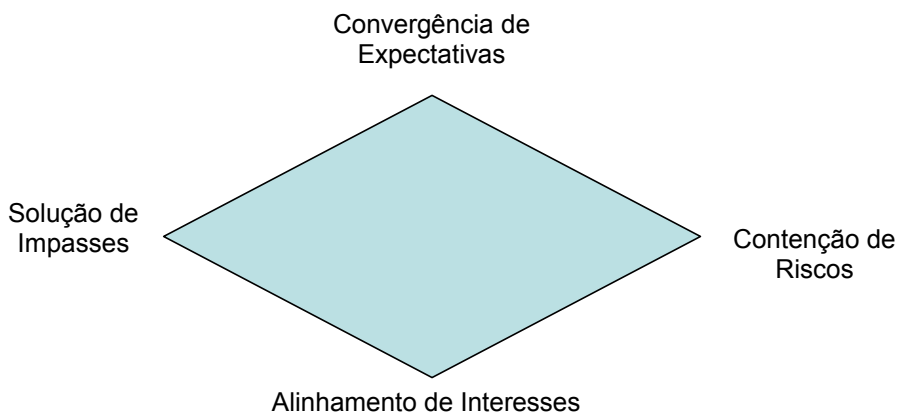 Convergência de
Expectativas
Solução de
Impasses
Contenção de
Riscos
Alinhamento de Interesses